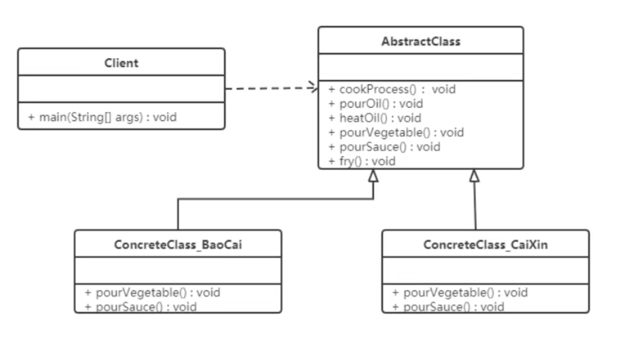 Client
+ main(String[] args) : void
AbstractClass
+ cookProcess() : void
+ pourOil() : void
+ heatOil() : void
+ pourVegetable() : void
+ pourSauce() : void
+ fry() : void
ConcreteClass_BaoCai
+ pourVegetable() : void
+ pourSauce() : void
ConcreteClass_CaiXin
+ pourVegetable() : void
+ pourSauce() : void